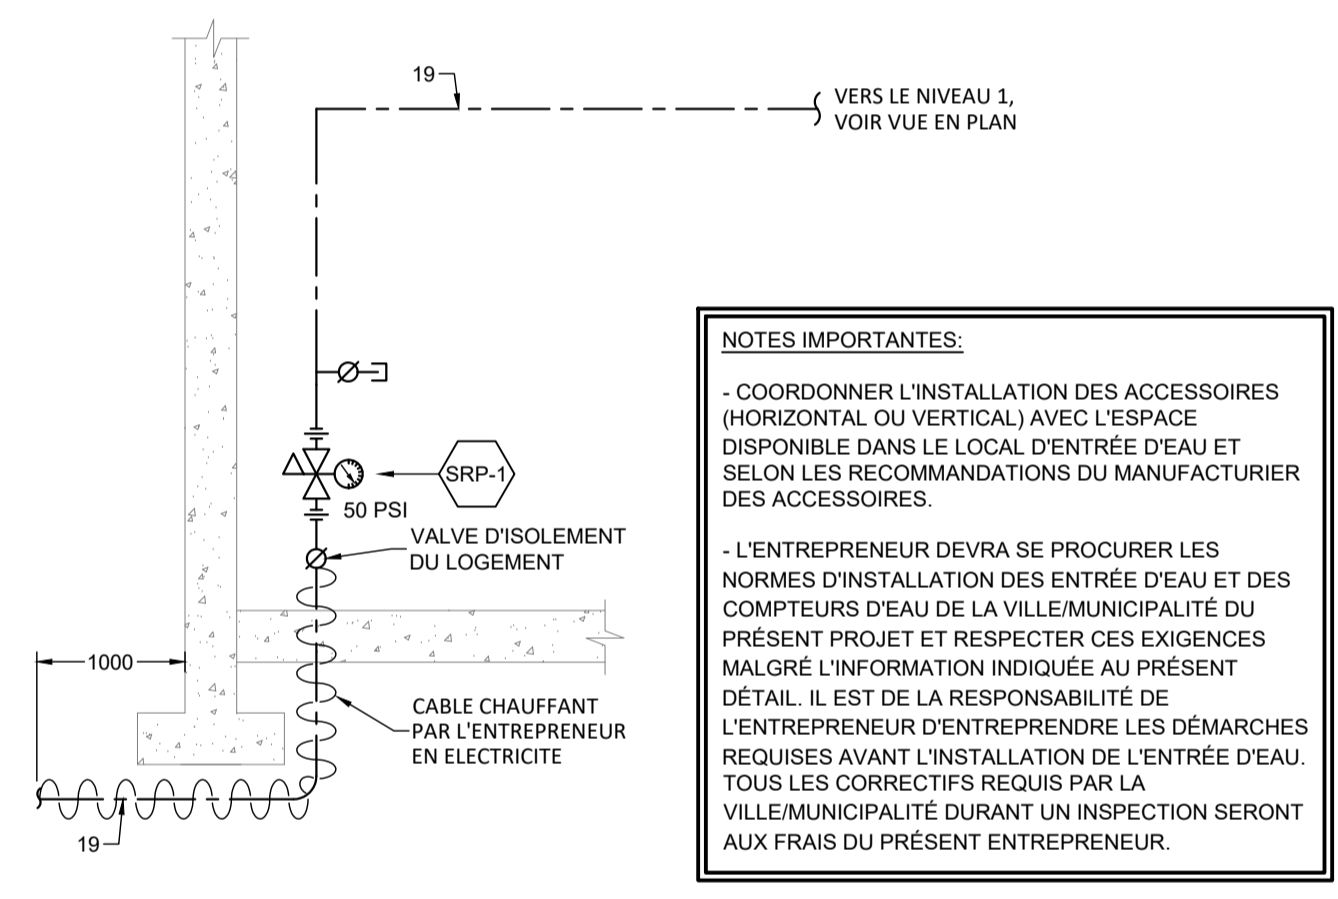 19
VERS LE NIVEAU 1,
VOIR VUE EN PLAN
SRP-1
50 PSI
VALVE D'ISOLEMENT
DU LOGEMENT
1000
CABLE CHAUFFANT
PAR L'ENTREPRENEUR
EN ELECTRICITE
19
NOTES IMPORTANTES:
- COORDONNER L'INSTALLATION DES ACCESSOIRES
(HORIZONTAL OU VERTICAL) AVEC L'ESPACE
DISPONIBLE DANS LE LOCAL D'ENTRÉE D'EAU ET
SELON LES RECOMMANDATIONS DU MANUFACTURIER
DES ACCESSOIRES.
- L'ENTREPRENEUR DEVRA SE PROCURER LES
NORMES D'INSTALLATION DES ENTRÉE D'EAU ET DES
COMPTEURS D'EAU DE LA VILLE/MUNICIPALITÉ DU
PRÉSENT PROJET ET RESPECTER CES EXIGENCES
MALGRÉ L'INFORMATION INDIQUÉE AU PRÉSENT
DÉTAIL. IL EST DE LA RESPONSABILITÉ DE
L'ENTREPRENEUR D'ENTREPRENDRE LES DÉMARCHES
REQUISES AVANT L'INSTALLATION DE L'ENTRÉE D'EAU.
TOUS LES CORRECTIFS REQUIS PAR LA
VILLE/MUNICIPALITÉ DURANT UN INSPECTION SERONT
AUX FRAIS DU PRÉSENT ENTREPRENEUR.